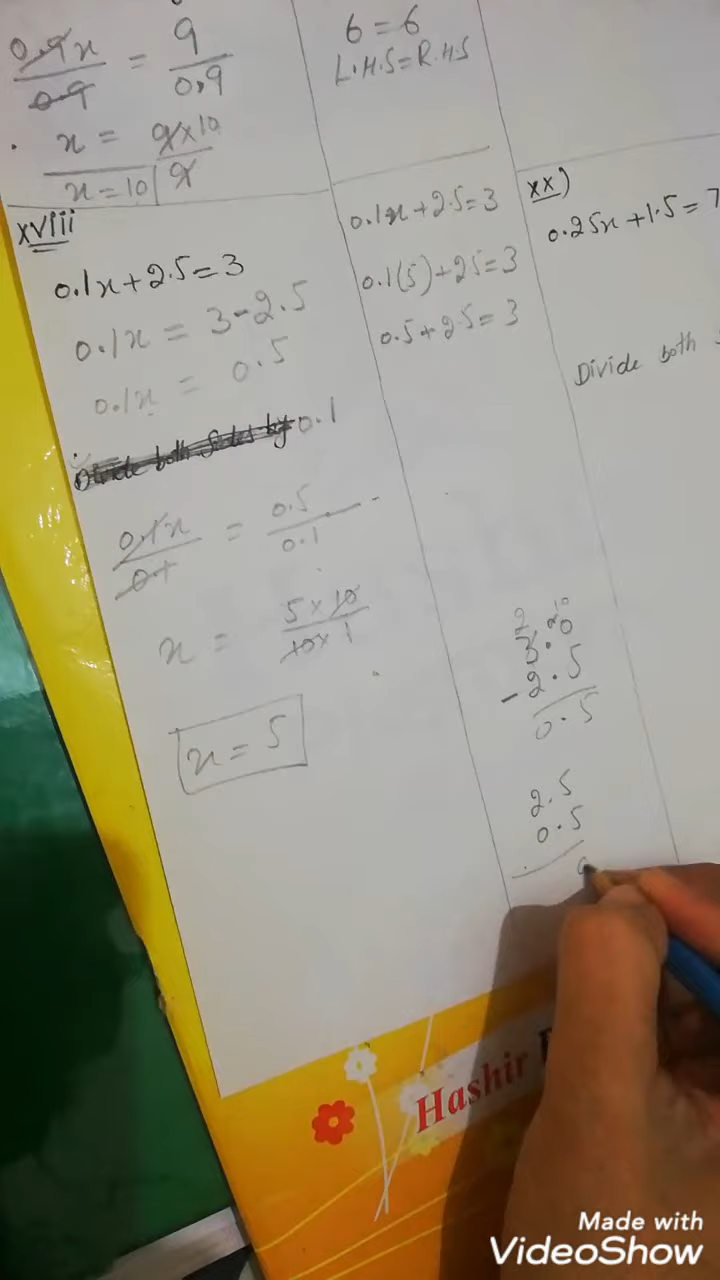 0.9x / 0.9 = 9 / 0.9
x = 9×10 / 9
x = 10
6 = 6
L.H.S = R.H.S
xviii
0.1x + 2.5 = 3
0.1x = 3 - 2.5
0.1x = 0.5
Divide both sides by 0.1
0.1x / 0.1 = 0.5 / 0.1
x = 5 × 10 / 10 × 1
x = 5
0.1x + 2.5 = 3
0.1(5) + 2.5 = 3
0.5 + 2.5 = 3
2 10
3.0
- 2.5
0.5
2.5
0.5
xx)
0.25x + 1.5 = 7
Divide both
Hashir
Made with
VideoShow